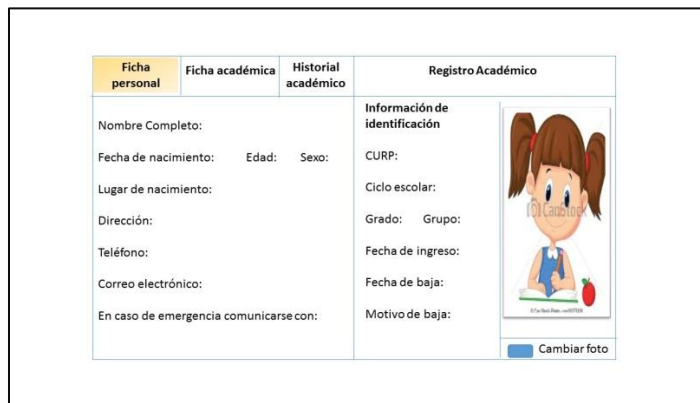 Ficha personal
Ficha académica
Historial académico
Registro Académico
Nombre Completo:
Fecha de nacimiento: Edad: Sexo:
Lugar de nacimiento:
Dirección:
Teléfono:
Correo electrónico:
En caso de emergencia comunicarse con:
Información de
identificación
CURP:
Ciclo escolar:
Grado: Grupo:
Fecha de ingreso:
Fecha de baja:
Motivo de baja:
CanStock
Cambiar foto